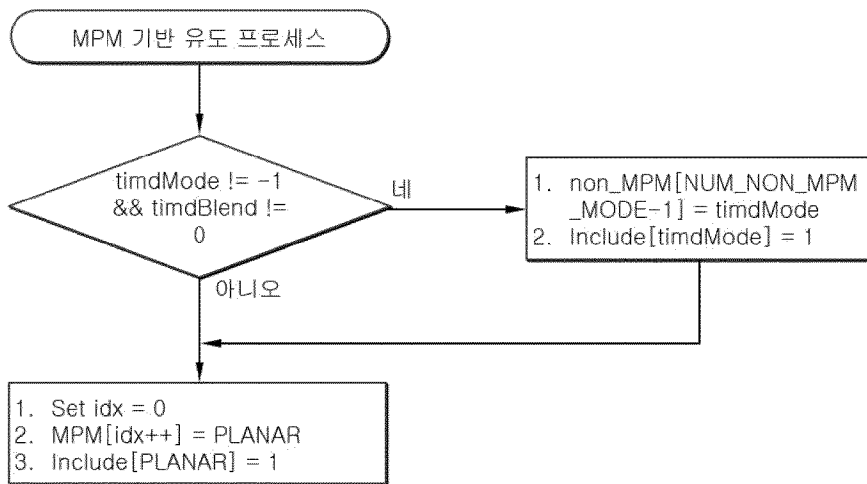 MPM 기반 유도 프로세스
timdMode != -1
&& timdBlend !=
0
네
1. non_MPM[NUM_NON_MPM
_MODE-1] = timdMode
2. Include[timdMode] = 1
아니오
1. Set idx = 0
2. MPM[idx++] = PLANAR
3. Include[PLANAR] = 1